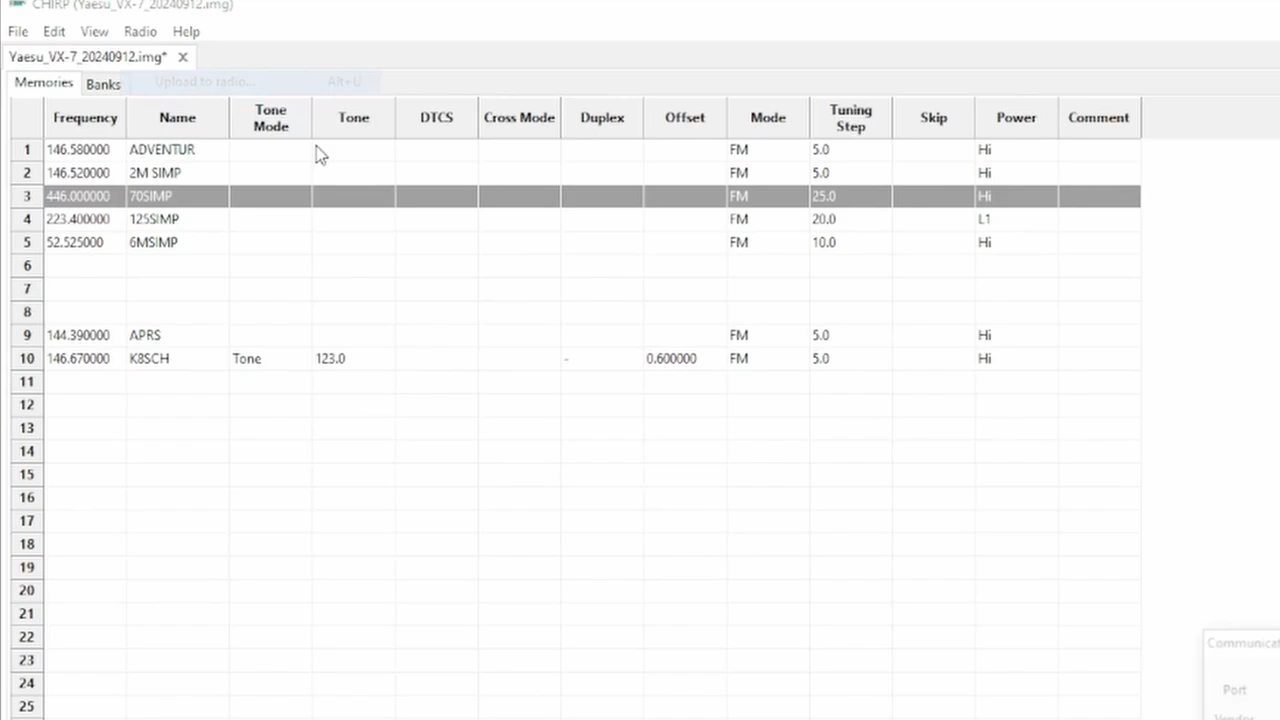 CHIRP (Yaesu_VX-7_20240912.img)
File Edit View Radio Help
Yaesu_VX-7_20240912.img* X
Memories Banks Upload to radio... Alt+U
Frequency Name Tone Mode Tone DTCS Cross Mode Duplex Offset Mode Tuning Step Skip Power Comment
1 146.580000 ADVENTUR FM 5.0 Hi
2 146.520000 2M SIMP FM 5.0 Hi
3 446.000000 70SIMP FM 25.0 Hi
4 223.400000 125SIMP FM 20.0 L1
5 52.525000 6MSIMP FM 10.0 Hi
6
7
8
9 144.390000 APRS FM 5.0 Hi
10 146.670000 K8SCH Tone 123.0 - 0.600000 FM 5.0 Hi
11
12
13
14
15
16
17
18
19
20
21
22
23
24
25
Communicat
Port
Vendor